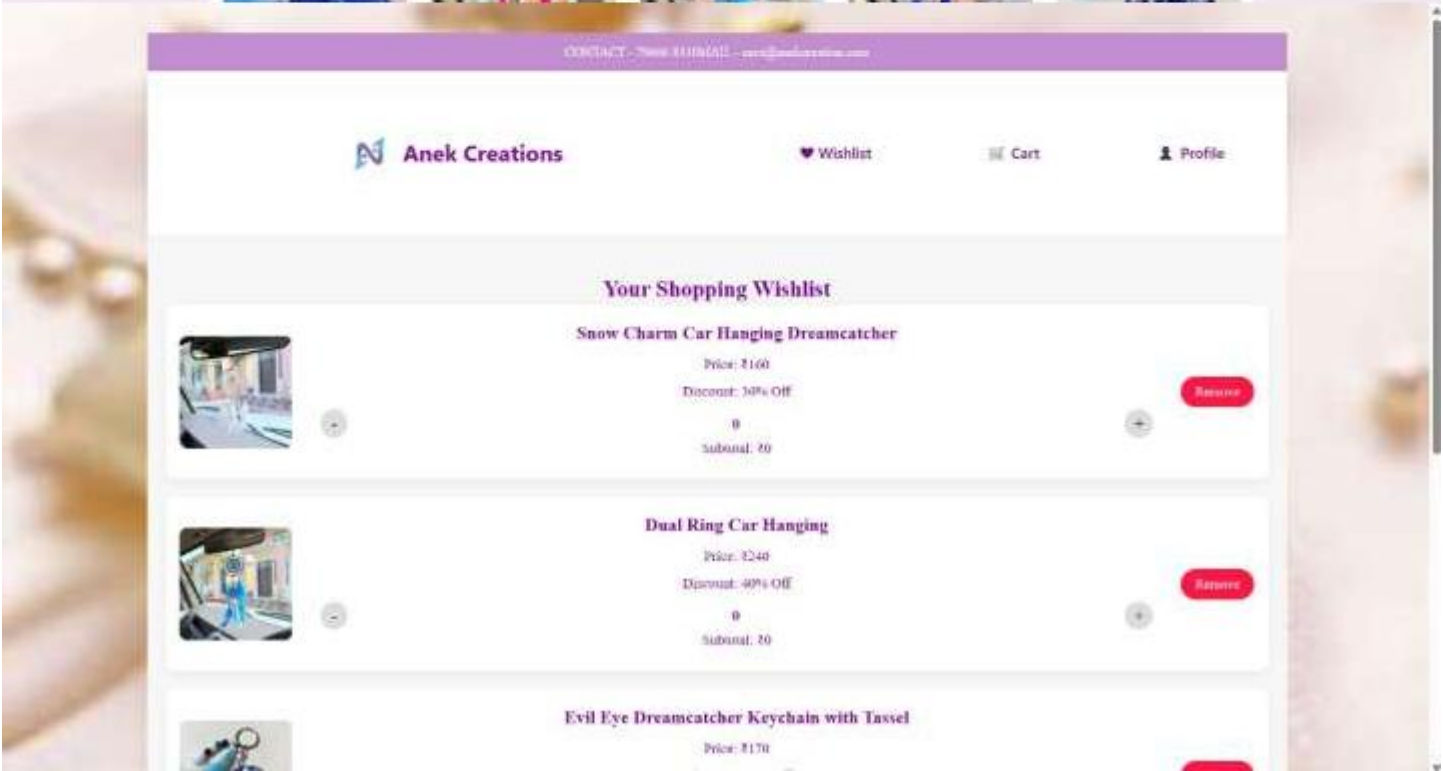 CONTACT -
Anek Creations
Wishlist
Cart
Profile
Your Shopping Wishlist
Snow Charm Car Hanging Dreamcatcher
Price: ₹160
Discount: 30% Off
- 0 +
Subtotal: ₹0
Remove
Dual Ring Car Hanging
Price: ₹240
Discount: 40% Off
- 0 +
Subtotal: ₹0
Remove
Evil Eye Dreamcatcher Keychain with Tassel
Price: ₹170